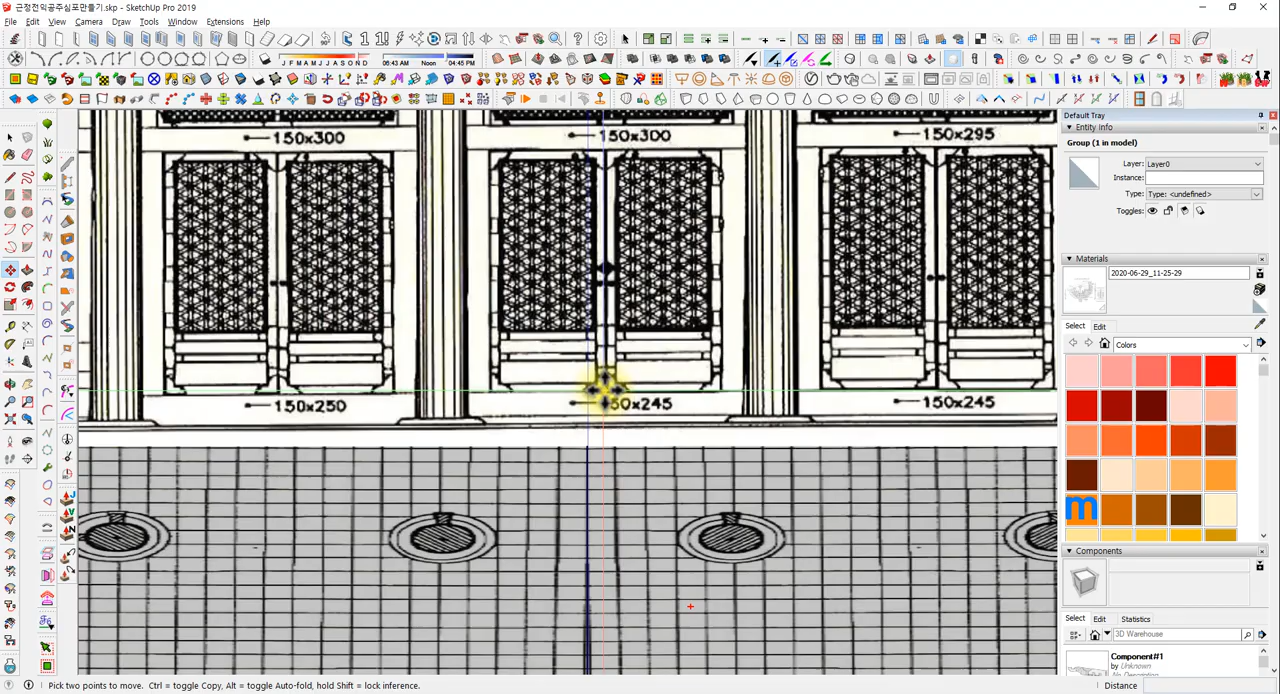 근정전익공주심포만들기.skp - SketchUp Pro 2019
File Edit View Camera Draw Tools Window Extensions Help
J F M A M J J A S O N D 06:43 AM Noon 04:45 PM
Default Tray
Entity Info
Group (1 in model)
Layer: Layer0
Instance:
Type: Type: <undefined>
Toggles:
Materials
2020-06-29_11-25-29
Select Edit
Colors
Components
Select Edit Statistics
3D Warehouse
Component#1
by Unknown
150x300 150x300 150x295
150x250 50x245 150x245
Pick two points to move. Ctrl = toggle Copy, Alt = toggle Auto-fold, hold Shift = lock inference.
Distance